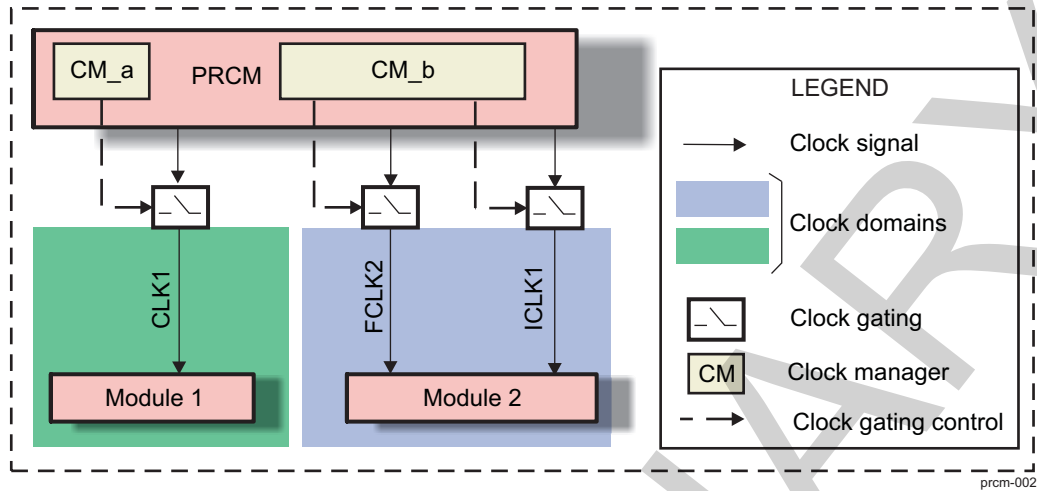 CM_a
PRCM
CM_b
CLK1
FCLK2
ICLK1
Module 1
Module 2
LEGEND
Clock signal
Clock domains
Clock gating
CM
Clock manager
Clock gating control
prcm-002